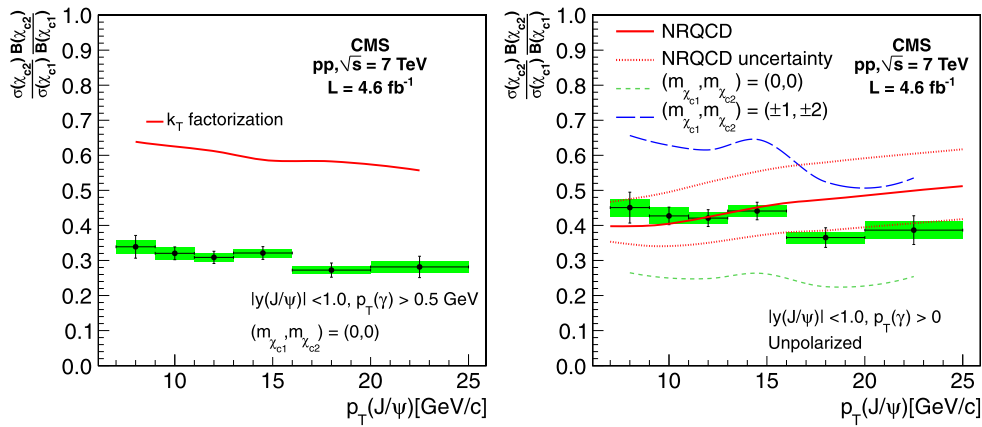 σ(χc2) B(χc2)
σ(χc1) B(χc1)
1.0
0.9
0.8
0.7
0.6
0.5
0.4
0.3
0.2
0.1
0.0
CMS
pp,√s = 7 TeV
L = 4.6 fb⁻¹
kT factorization
|y(J/ψ)| <1.0, pT(γ) > 0.5 GeV
(mχc1,mχc2) = (0,0)
10 15 20 25
pT(J/ψ)[GeV/c]
σ(χc2) B(χc2)
σ(χc1) B(χc1)
1.0
0.9
0.8
0.7
0.6
0.5
0.4
0.3
0.2
0.1
0.0
NRQCD
NRQCD uncertainty
(mχc1,mχc2) = (0,0)
(mχc1,mχc2) = (±1, ±2)
CMS
pp,√s = 7 TeV
L = 4.6 fb⁻¹
|y(J/ψ)| <1.0, pT(γ) > 0
Unpolarized
10 15 20 25
pT(J/ψ)[GeV/c]